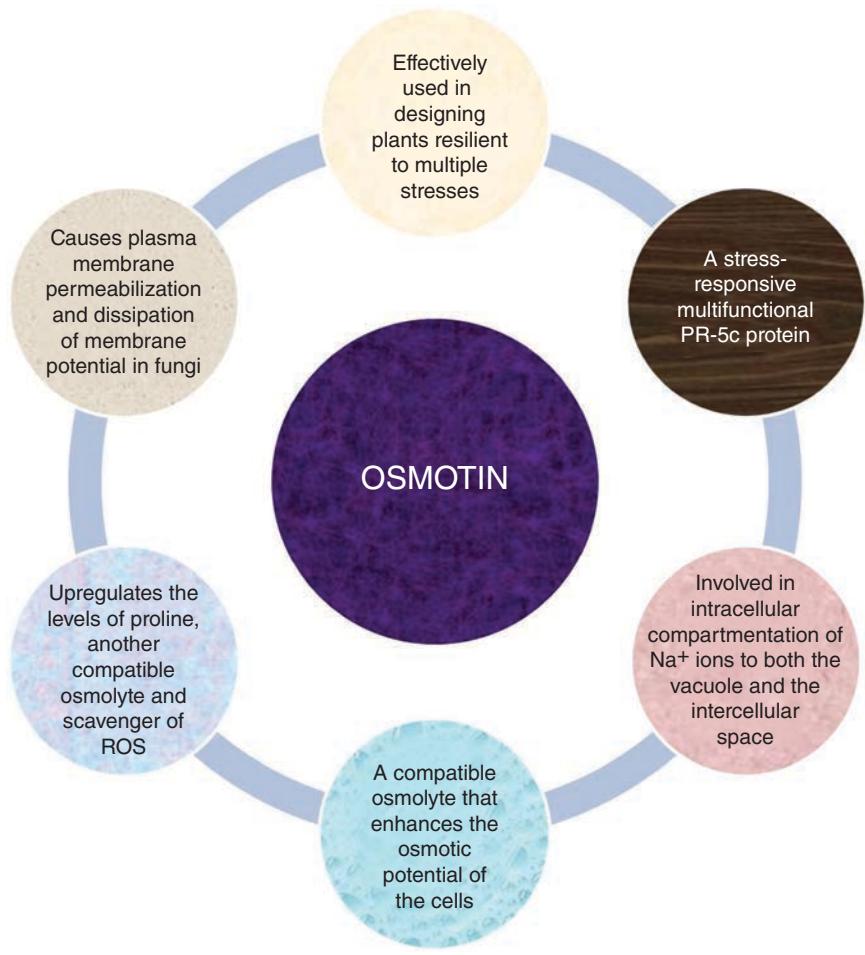 Effectively
used in
designing
plants resilient
to multiple
stresses
A stress-
responsive
multifunctional
PR-5c protein
Involved in
intracellular
compartmentation of
Na⁺ ions to both the
vacuole and the
intercellular
space
A compatible
osmolyte that
enhances the
osmotic
potential of
the cells
Upregulates the
levels of proline,
another
compatible
osmolyte and
scavenger of
ROS
Causes plasma
membrane
permeabilization
and dissipation
of membrane
potential in fungi
OSMOTIN